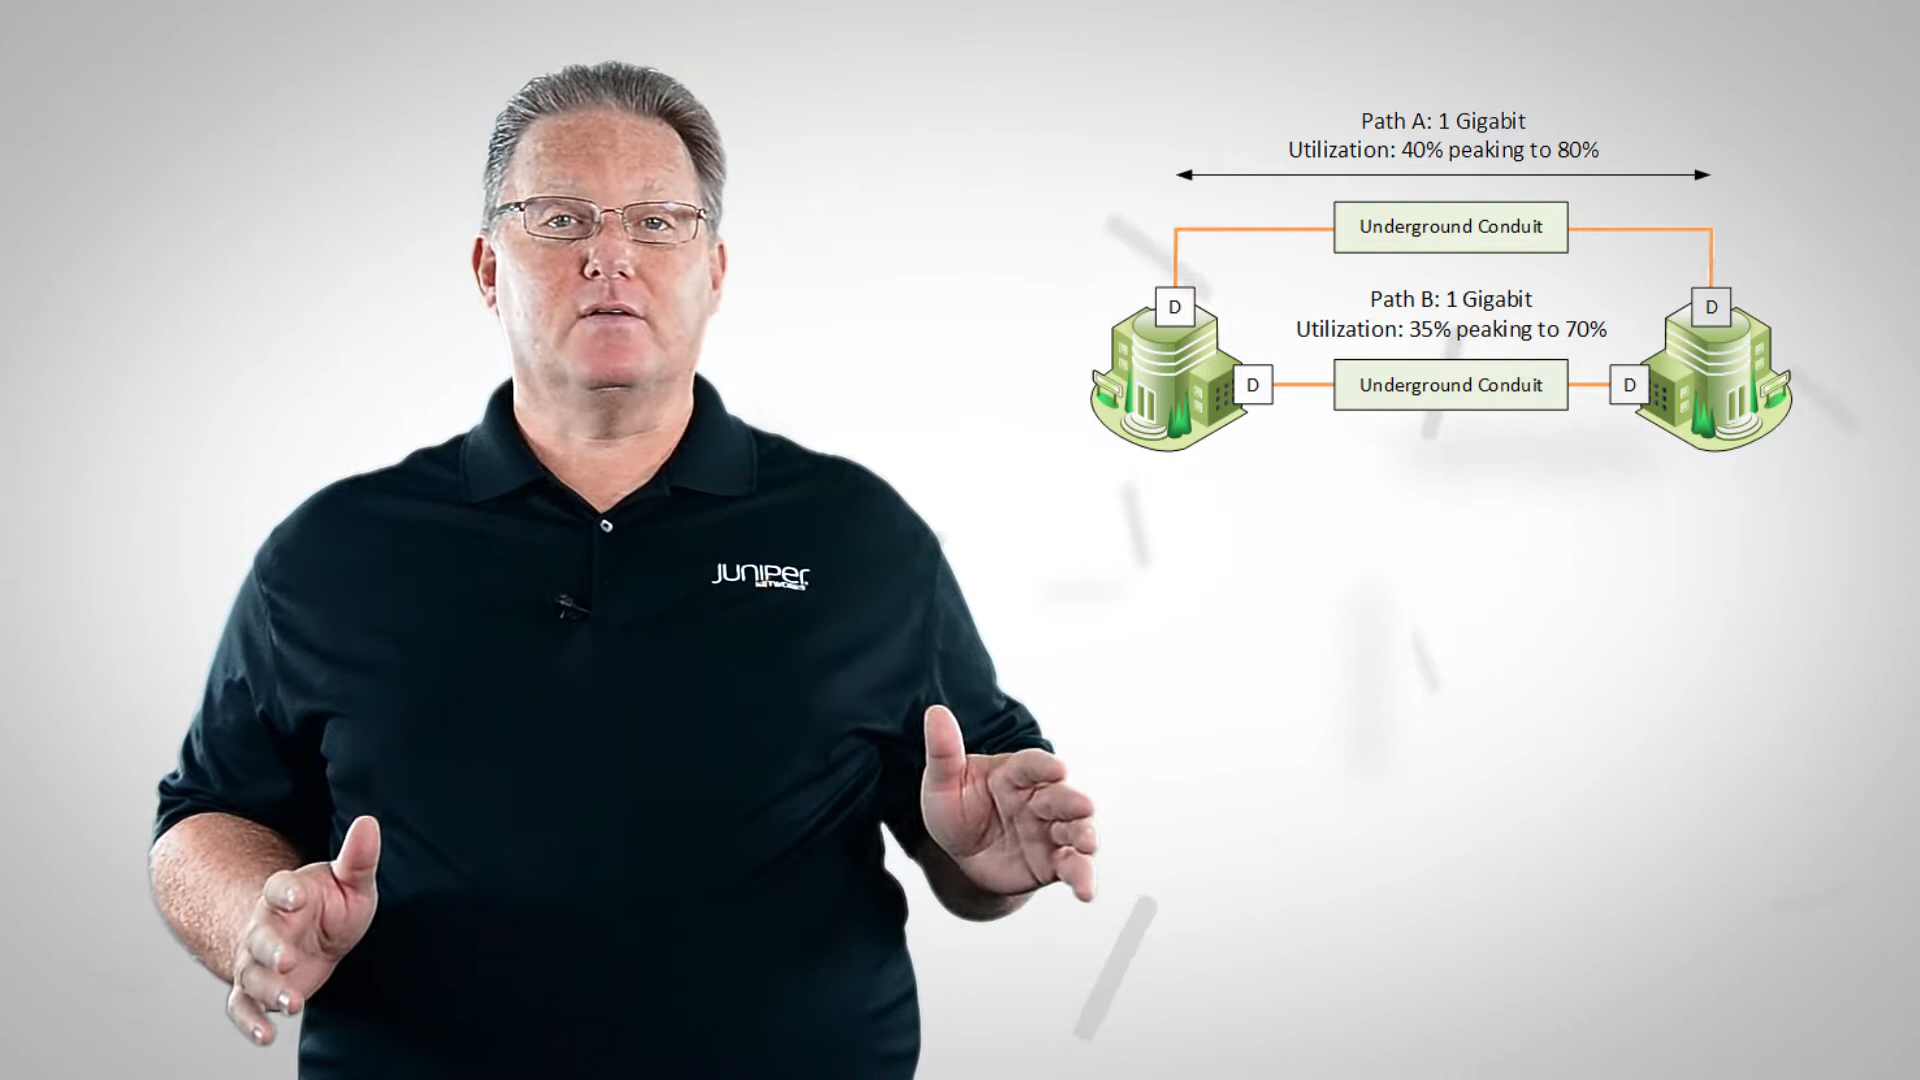 Path A: 1 Gigabit
Utilization: 40% peaking to 80%
Underground Conduit
D
D
Path B: 1 Gigabit
Utilization: 35% peaking to 70%
D
Underground Conduit
D
JUNIPER
NETWORKS